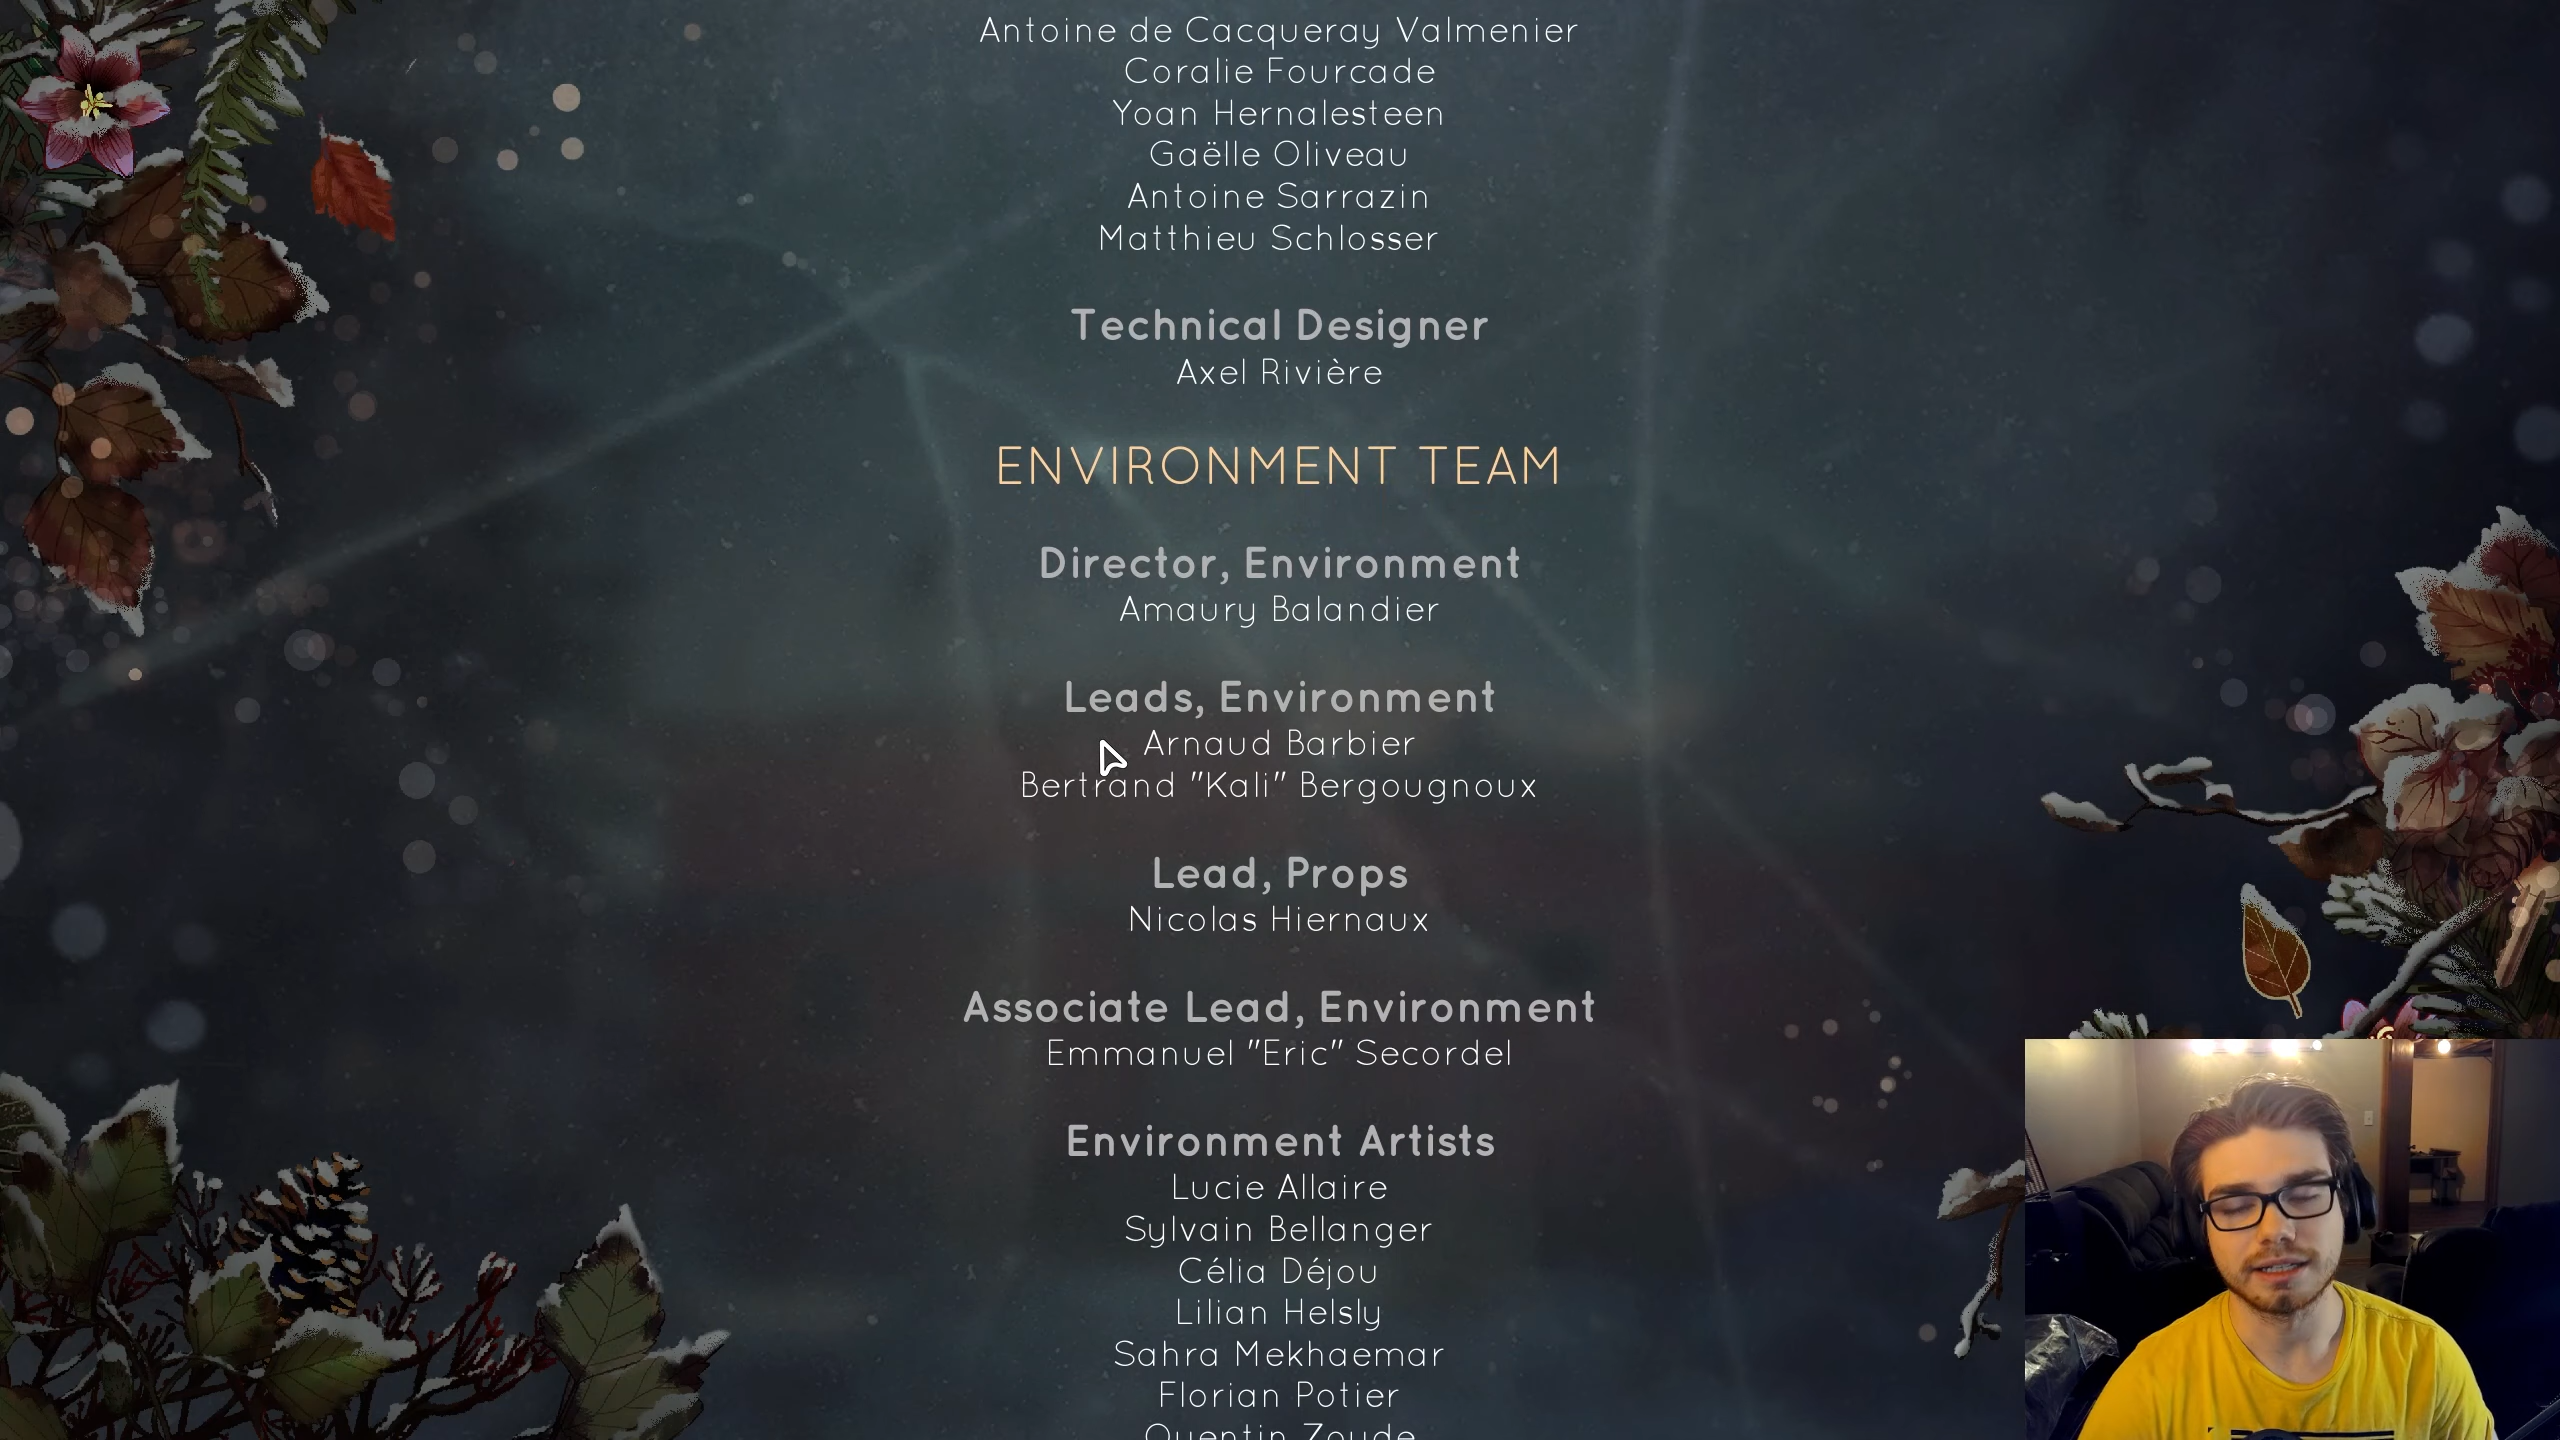 Antoine de Cacqueray Valmenier
Coralie Fourcade
Yoan Hernalesteen
Gaëlle Oliveau
Antoine Sarrazin
Matthieu Schlosser
Technical Designer
Axel Rivière
ENVIRONMENT TEAM
Director, Environment
Amaury Balandier
Leads, Environment
Arnaud Barbier
Bertrand "Kali" Bergougnoux
Lead, Props
Nicolas Hiernaux
Associate Lead, Environment
Emmanuel "Eric" Secordel
Environment Artists
Lucie Allaire
Sylvain Bellanger
Célia Déjou
Lilian Helsly
Sahra Mekhaemar
Florian Potier
Quentin Zoude